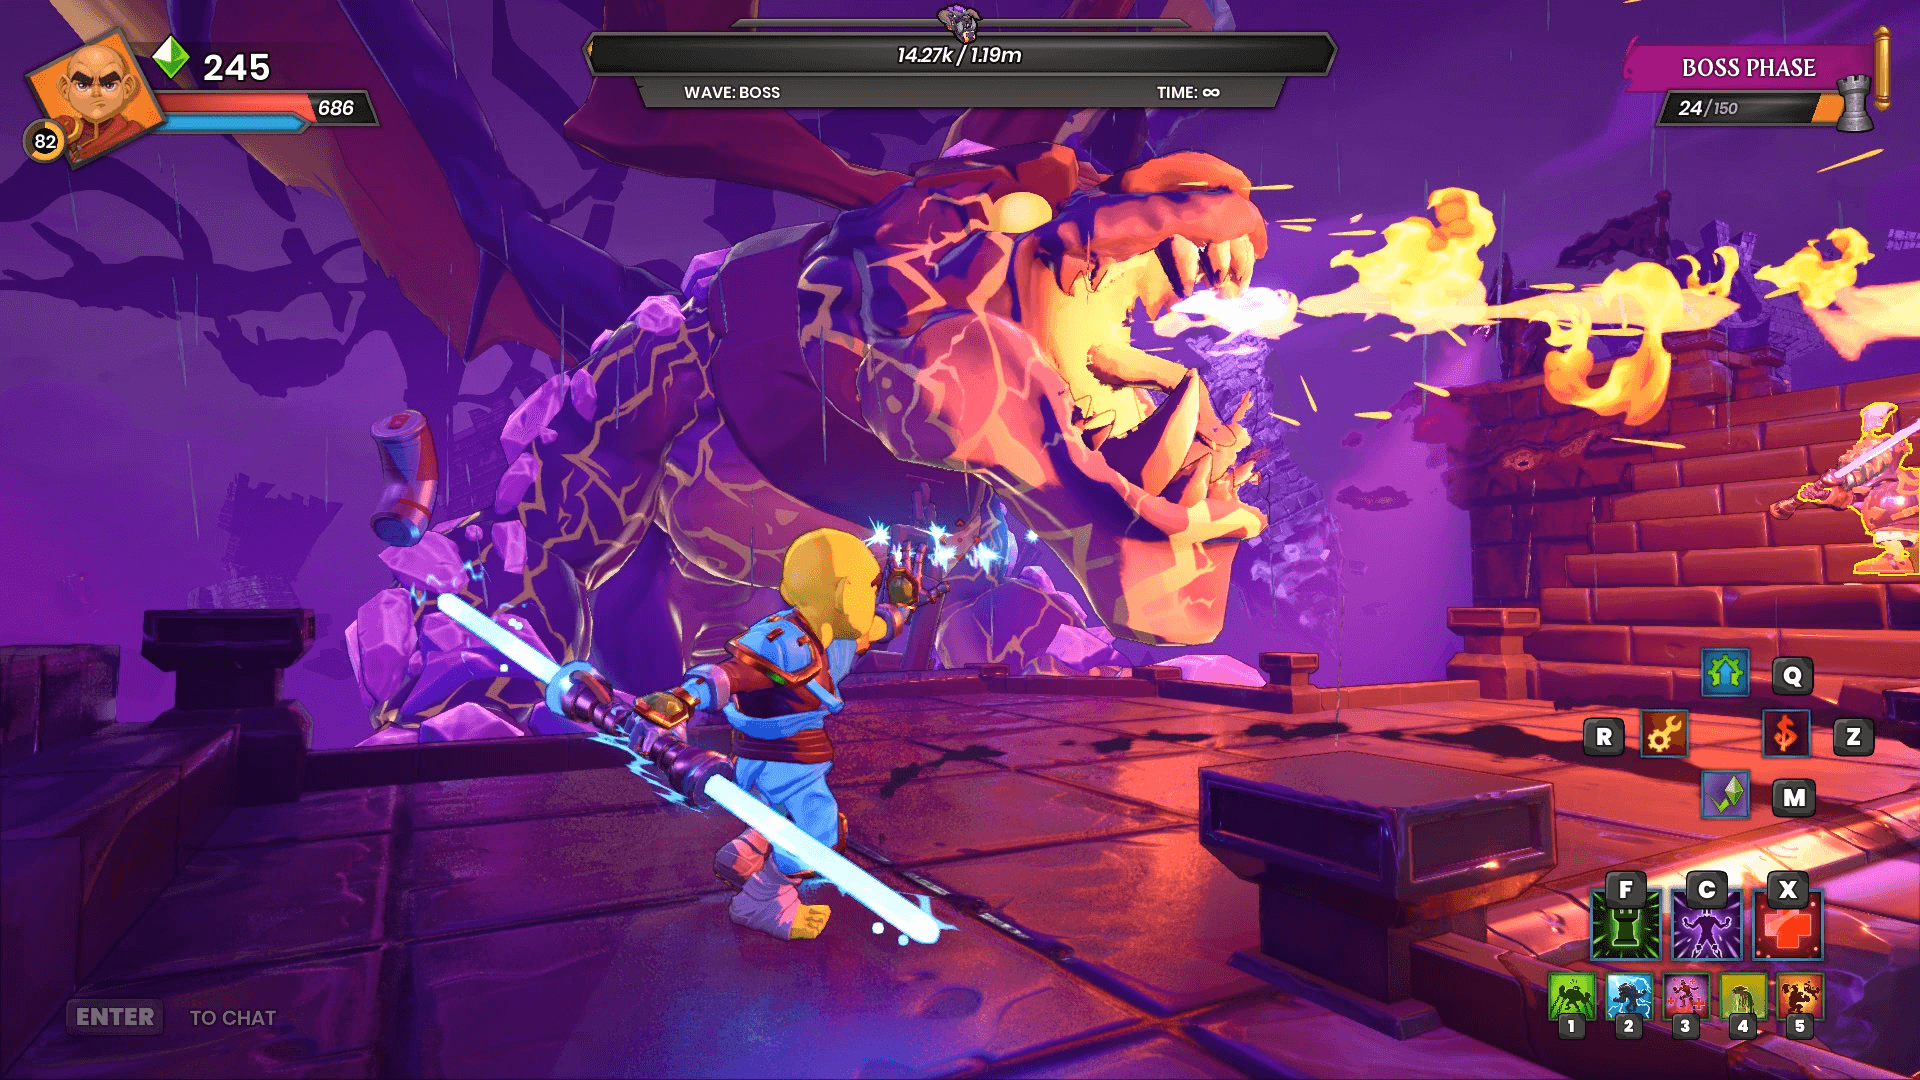 245
686
82
14.27k / 1.19m
WAVE: BOSS
TIME: ∞
BOSS PHASE
24/150
Q
R
Z
M
F
C
X
1
2
3
4
5
ENTER TO CHAT